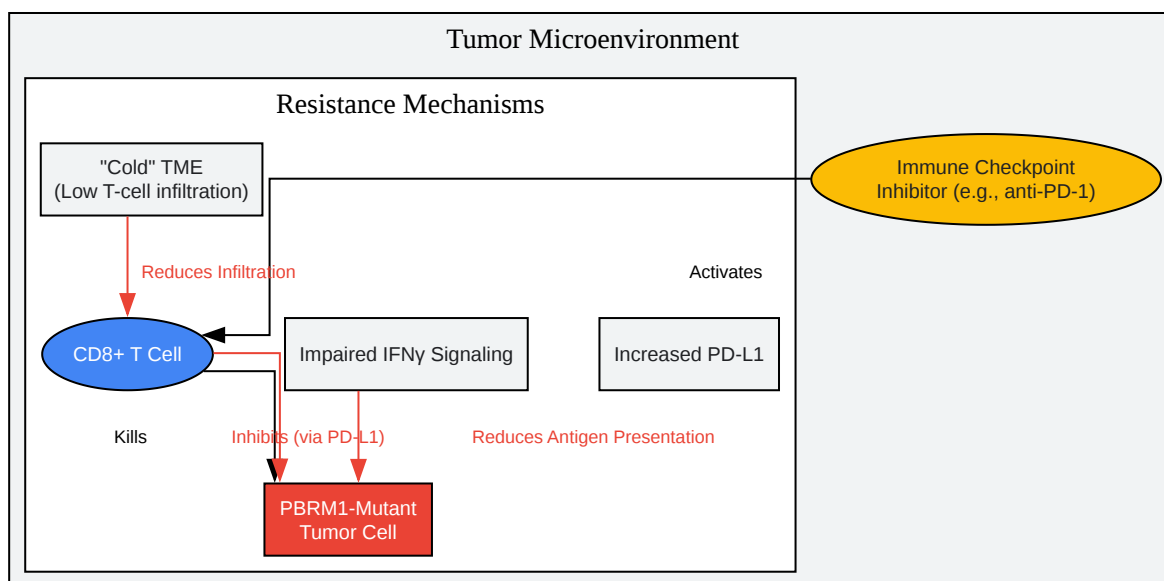 Tumor Microenvironment
Resistance Mechanisms
"Cold" TME
(Low T-cell infiltration)
Immune Checkpoint
Inhibitor (e.g., anti-PD-1)
Reduces Infiltration
Activates
CD8+ T Cell
Impaired IFNγ Signaling
Increased PD-L1
Kills
Inhibits (via PD-L1)
Reduces Antigen Presentation
PBRM1-Mutant
Tumor Cell